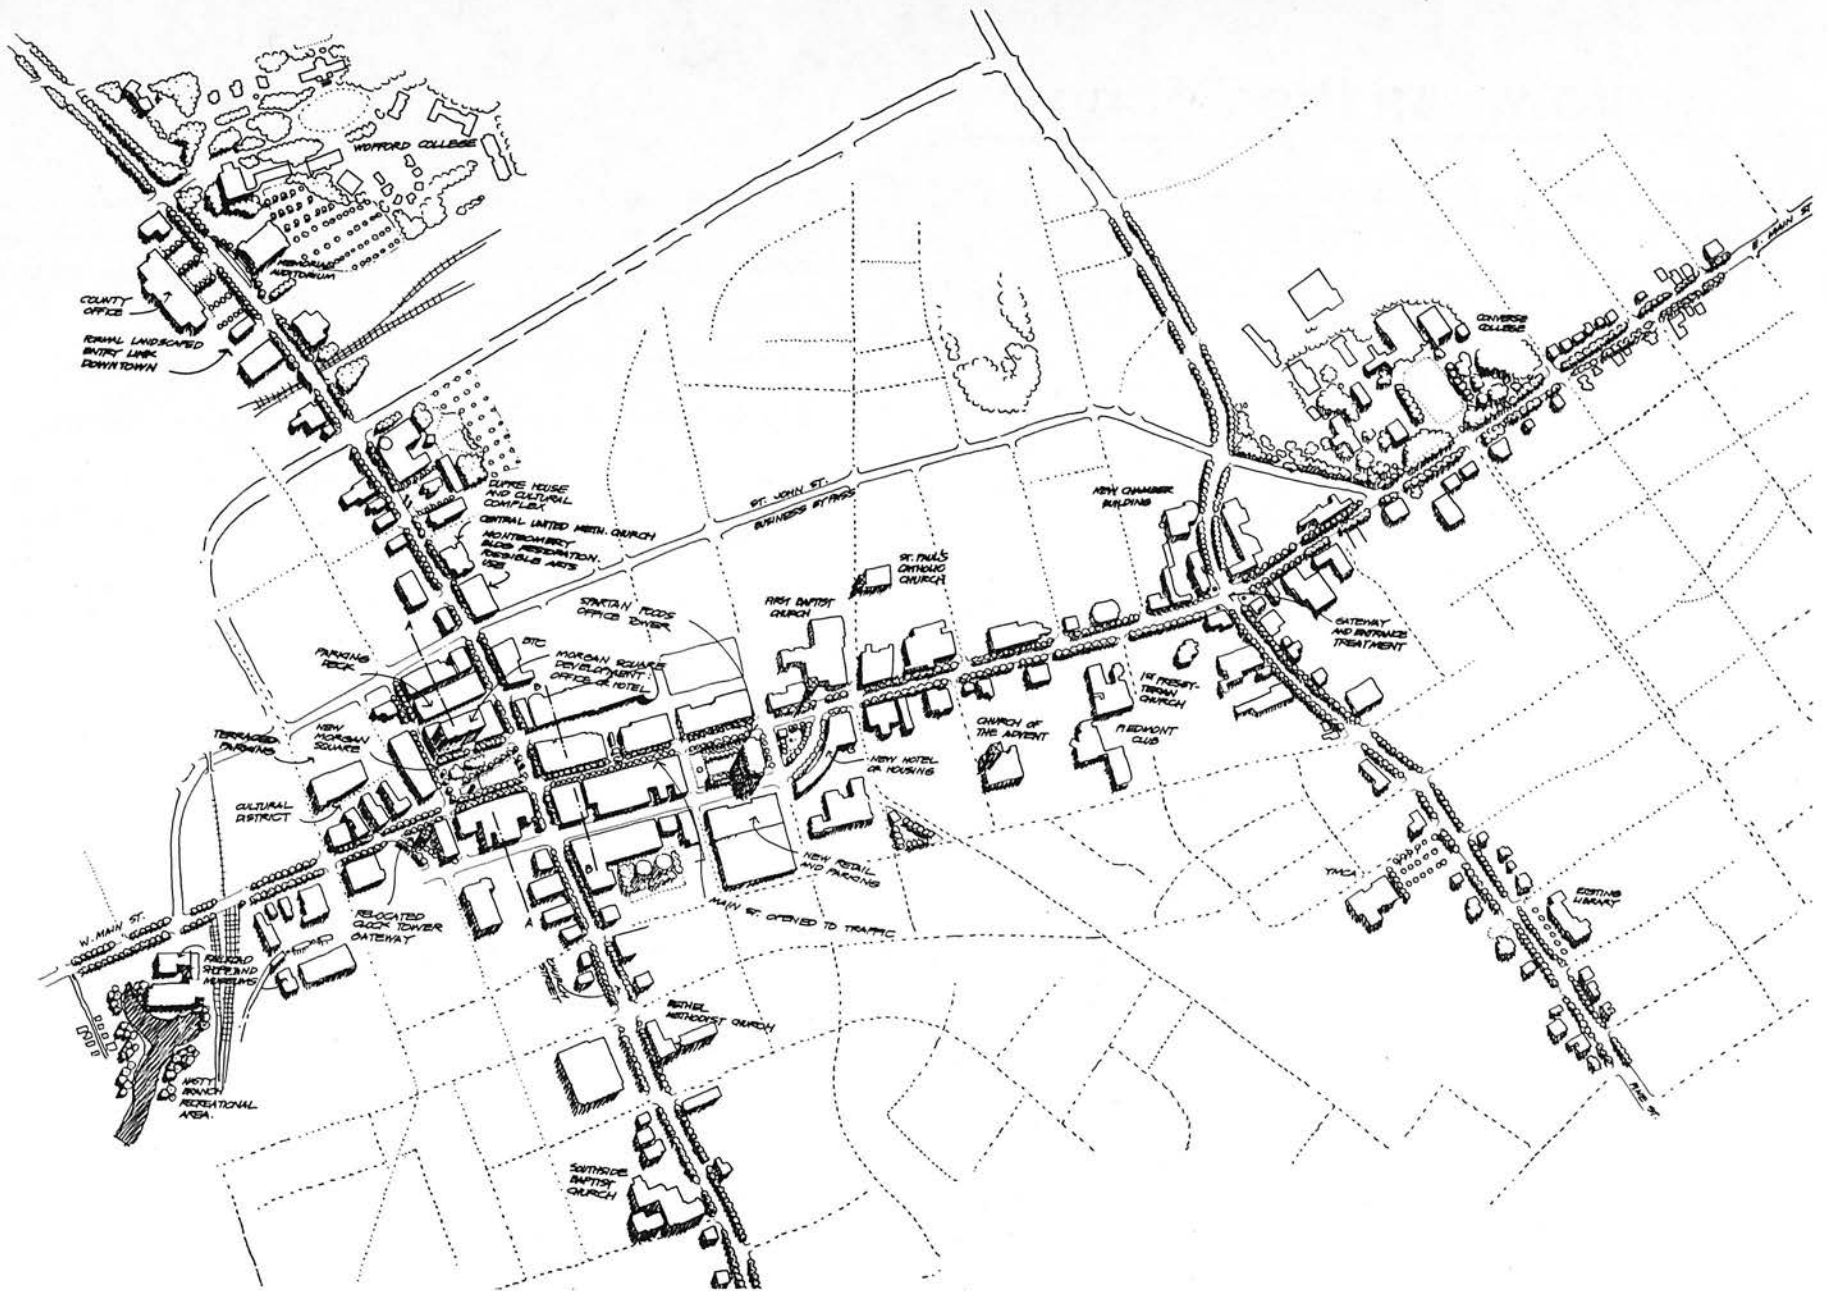 WOFFORD COLLEGE
MEMORIAL
AUDITORIUM
COUNTY
OFFICE
FORMAL LANDSCAPED
ENTRY LINK
DOWNTOWN
E. MAIN ST.
CONVERSE
COLLEGE
DUPRE HOUSE
AND CULTURAL
COMPLEX
CENTRAL UNITED METH. CHURCH
MONTGOMERY
BLDG RESTORATION.
POSSIBLE ARTS
USE
ST. JOHN ST.
BUSINESS BYPASS
NEW CHAMBER
BUILDING
ST. PAUL'S
CATHOLIC
CHURCH
FIRST BAPTIST
CHURCH
SPARTAN FOODS
OFFICE TOWER
GATEWAY
AND ENTRANCE
TREATMENT
A
PARKING
DECK
BTC
MORGAN SQUARE
DEVELOPMENT:
OFFICE OR HOTEL
1ST PRESBY-
TERIAN
CHURCH
TERRACED
PARKING
NEW
MORGAN
SQUARE
CHURCH OF
THE ADVENT
PIEDMONT
CLUB
NEW HOTEL
OR HOUSING
CULTURAL
DISTRICT
NEW RETAIL
AND PARKING
YMCA
EXISTING
LIBRARY
MAIN ST. OPENED TO TRAFFIC
RELOCATED
CLOCK TOWER
GATEWAY
A
W. MAIN ST.
RAILROAD
SHOPS AND
MUSEUMS
CHURCH
STREET
BETHEL
METHODIST CHURCH
NASTY
BRANCH
RECREATIONAL
AREA.
PINE ST.
SOUTHSIDE
BAPTIST
CHURCH